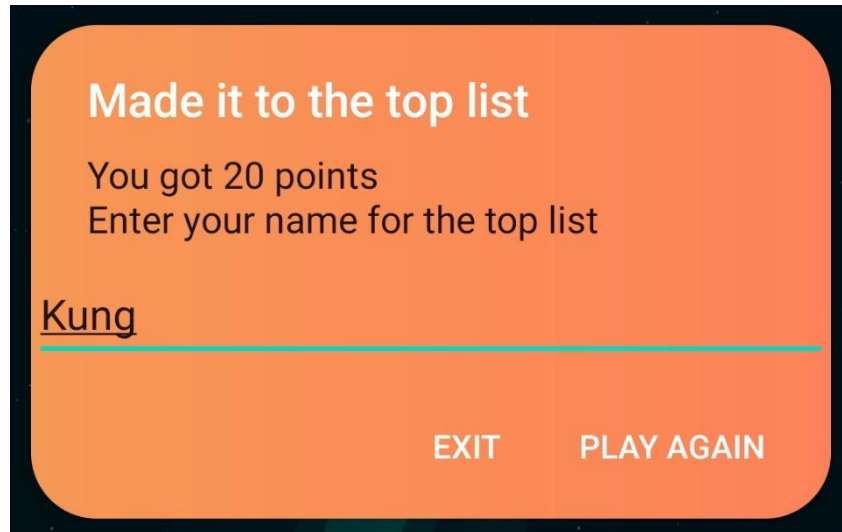 Made it to the top list
You got 20 points
Enter your name for the top list
Kung
EXIT PLAY AGAIN